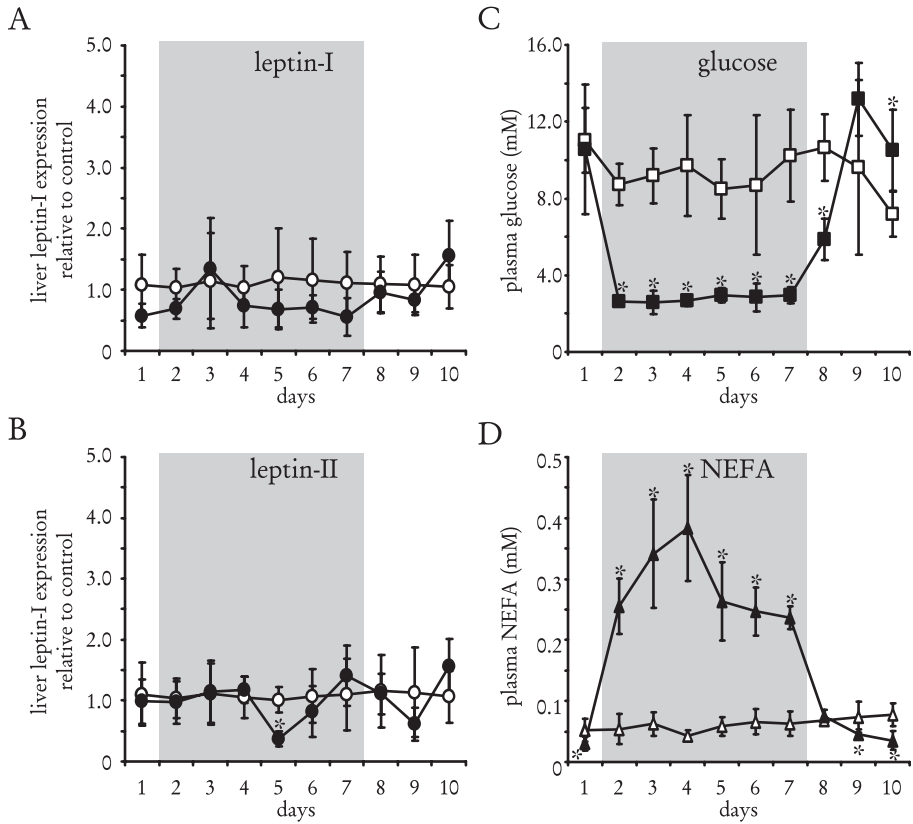 A
leptin-I
liver leptin-I expression
relative to control
5.0
4.0
3.0
2.0
1.0
0
1 2 3 4 5 6 7 8 9 10
days
B
leptin-II
liver leptin-I expression
relative to control
5.0
4.0
3.0
2.0
1.0
0
*
1 2 3 4 5 6 7 8 9 10
days
C
glucose
plasma glucose (mM)
16.0
12.0
8.0
4.0
0
* * * * * * * *
1 2 3 4 5 6 7 8 9 10
days
D
NEFA
plasma NEFA (mM)
0.5
0.4
0.3
0.2
0.1
0
* * * * * * * * *
1 2 3 4 5 6 7 8 9 10
days